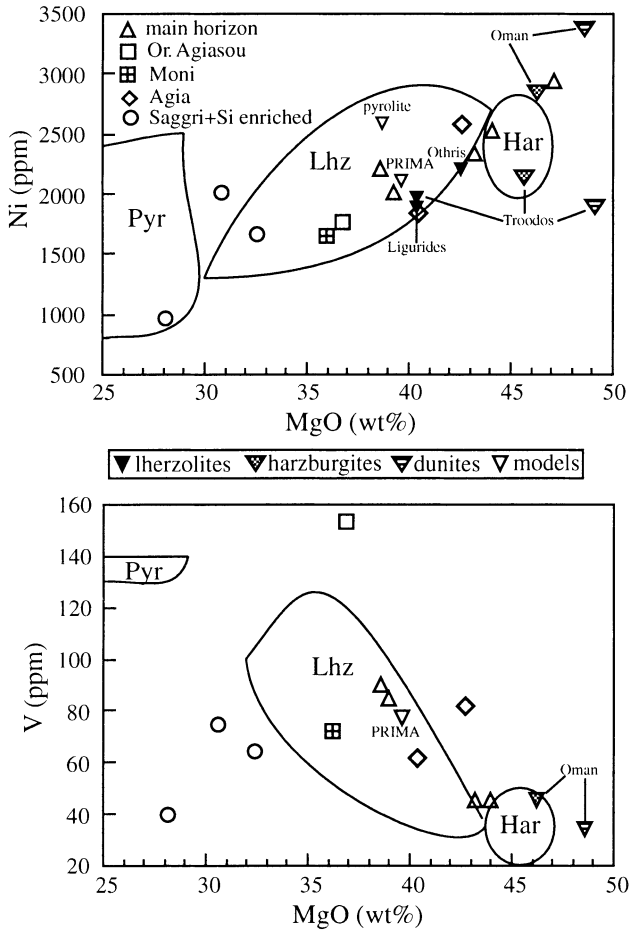 3500
3000
2500
2000
1500
1000
500
Ni (ppm)
main horizon
Or. Agiasou
Moni
Agia
Saggri+Si enriched
Oman
pyrolite
Lhz
PRIMA
Othris
Har
Pyr
Troodos
Ligurides
25 30 35 40 45 50
MgO (wt%)
lherzolites harzburgites dunites models
160
140
120
100
80
60
40
20
V (ppm)
Pyr
Lhz
PRIMA
Oman
Har
25 30 35 40 45 50
MgO (wt%)